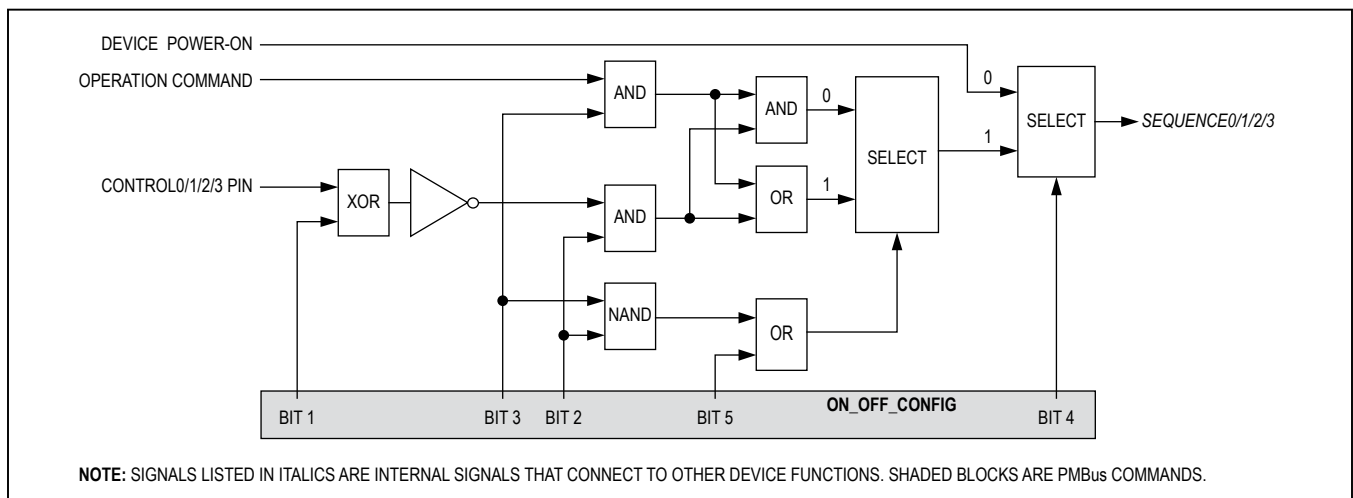 DEVICE POWER-ON
OPERATION COMMAND
CONTROL0/1/2/3 PIN
XOR
AND
AND
NAND
AND
OR
OR
0
1
SELECT
0
1
SELECT
SEQUENCE0/1/2/3
ON_OFF_CONFIG
BIT 1
BIT 3
BIT 2
BIT 5
BIT 4
NOTE: SIGNALS LISTED IN ITALICS ARE INTERNAL SIGNALS THAT CONNECT TO OTHER DEVICE FUNCTIONS. SHADED BLOCKS ARE PMBus COMMANDS.